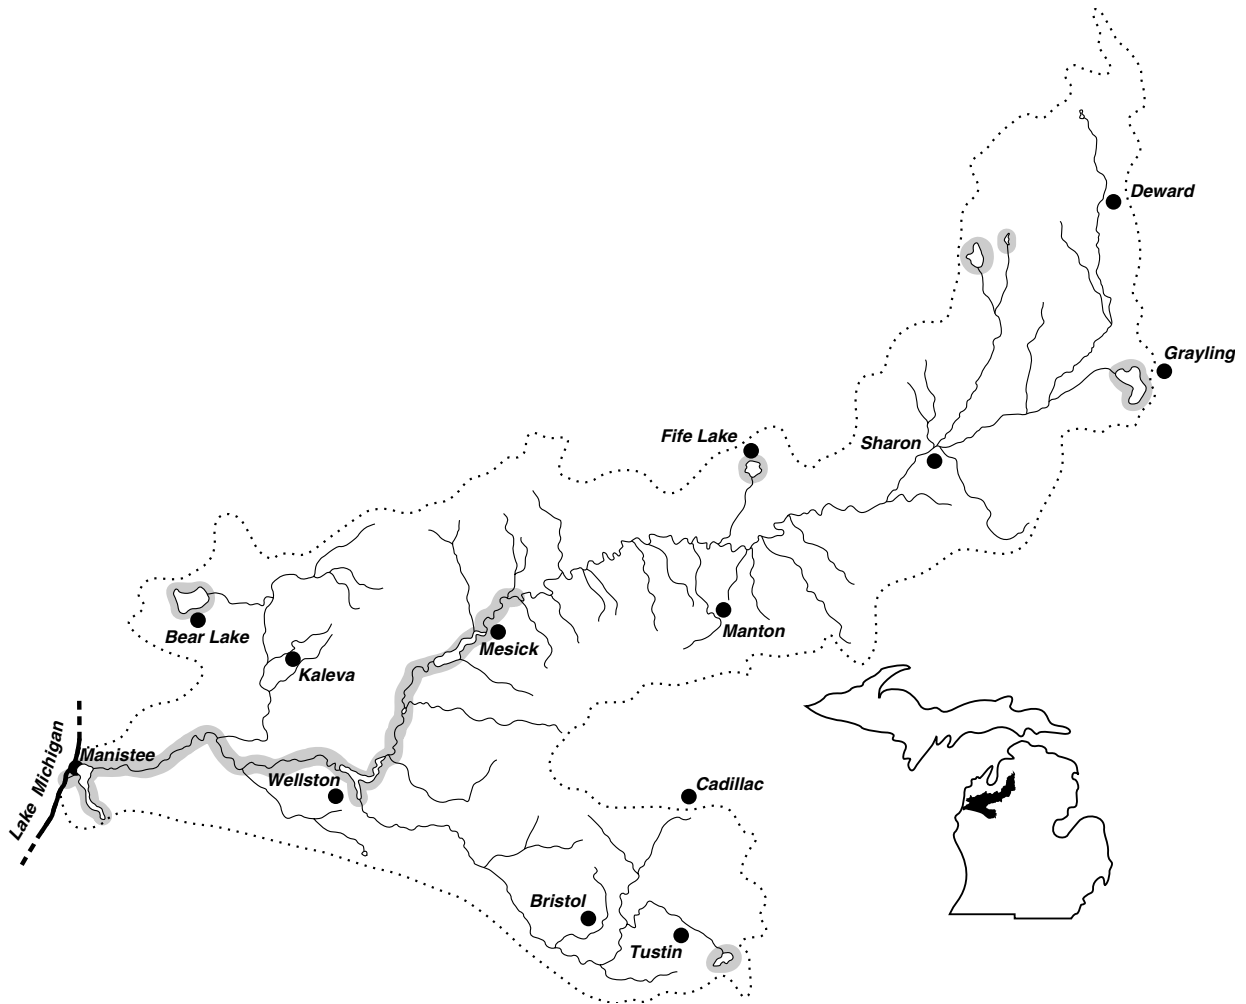 Deward
Grayling
Fife Lake
Sharon
Bear Lake
Manton
Mesick
Kaleva
Lake Michigan
Manistee
Wellston
Cadillac
Bristol
Tustin